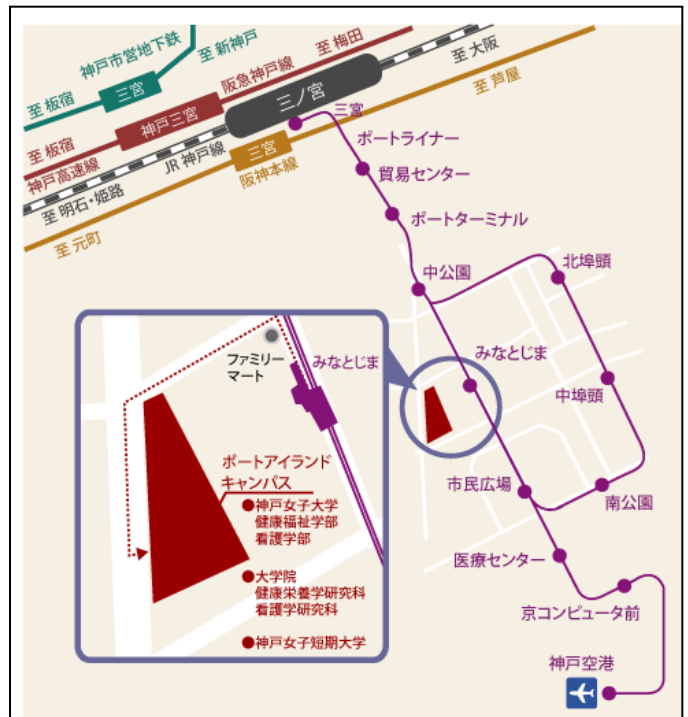 神戸市営地下鉄
至 新神戸
至 板宿
三宮
阪急神戸線
至 梅田
至 板宿
神戸三宮
神戸高速線
三ノ宮
至 大阪
至 明石・姫路
JR 神戸線
三宮
至 芦屋
阪神本線
至 元町
三宮
ポートライナー
貿易センター
ポートターミナル
中公園
北埠頭
みなとじま
中埠頭
市民広場
南公園
医療センター
京コンピュータ前
神戸空港
ファミリー
マート
みなとじま
ポートアイランド
キャンパス
●神戸女子大学
健康福祉学部
看護学部
●大学院
健康栄養学研究科
看護学研究科
●神戸女子短期大学